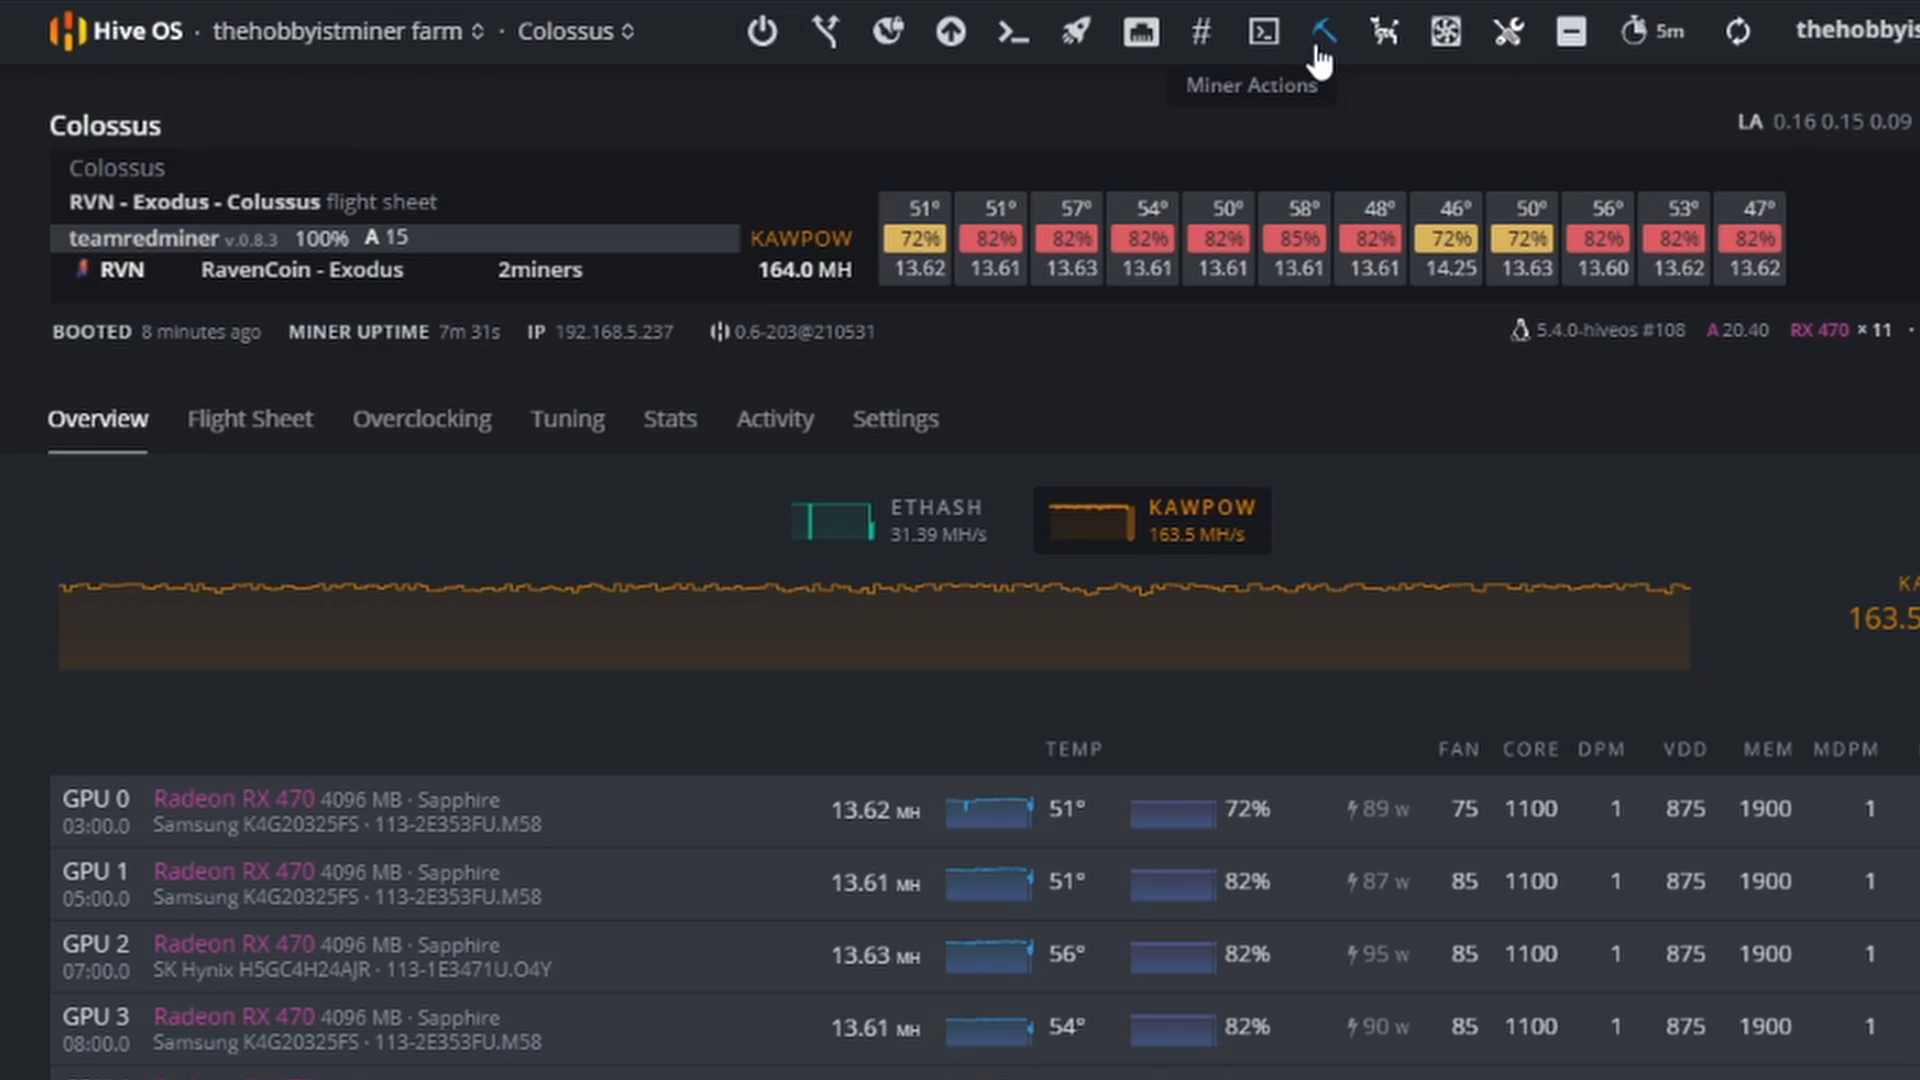 Hive OS · thehobbyistminer farm · Colossus # 5m thehobbyis
Miner Actions
Colossus LA 0.16 0.15 0.09
Colossus
RVN - Exodus - Colussus flight sheet 51° 51° 57° 54° 50° 58° 48° 46° 50° 56° 53° 47°
teamredminer v.0.8.3 100% A 15 KAWPOW 72% 82% 82% 82% 82% 85% 82% 72% 72% 82% 82% 82%
RVN RavenCoin - Exodus 2miners 164.0 MH 13.62 13.61 13.63 13.61 13.61 13.61 13.61 14.25 13.63 13.60 13.62 13.62
BOOTED 8 minutes ago MINER UPTIME 7m 31s IP 192.168.5.237 0.6-203@210531 5.4.0-hiveos #108 A 20.40 RX 470 × 11 ·
Overview Flight Sheet Overclocking Tuning Stats Activity Settings
ETHASH
31.39 MH/s
KAWPOW
163.5 MH/s
KA
163.5
TEMP FAN CORE DPM VDD MEM MDPM
GPU 0 Radeon RX 470 4096 MB · Sapphire 13.62 MH 51° 72% 89 w 75 1100 1 875 1900 1
03:00.0 Samsung K4G20325FS · 113-2E353FU.M58
GPU 1 Radeon RX 470 4096 MB · Sapphire 13.61 MH 51° 82% 87 w 85 1100 1 875 1900 1
05:00.0 Samsung K4G20325FS · 113-2E353FU.M58
GPU 2 Radeon RX 470 4096 MB · Sapphire 13.63 MH 56° 82% 95 w 85 1100 1 875 1900 1
07:00.0 SK Hynix H5GC4H24AJR · 113-1E3471U.O4Y
GPU 3 Radeon RX 470 4096 MB · Sapphire 13.61 MH 54° 82% 90 w 85 1100 1 875 1900 1
08:00.0 Samsung K4G20325FS · 113-2E353FU.M58